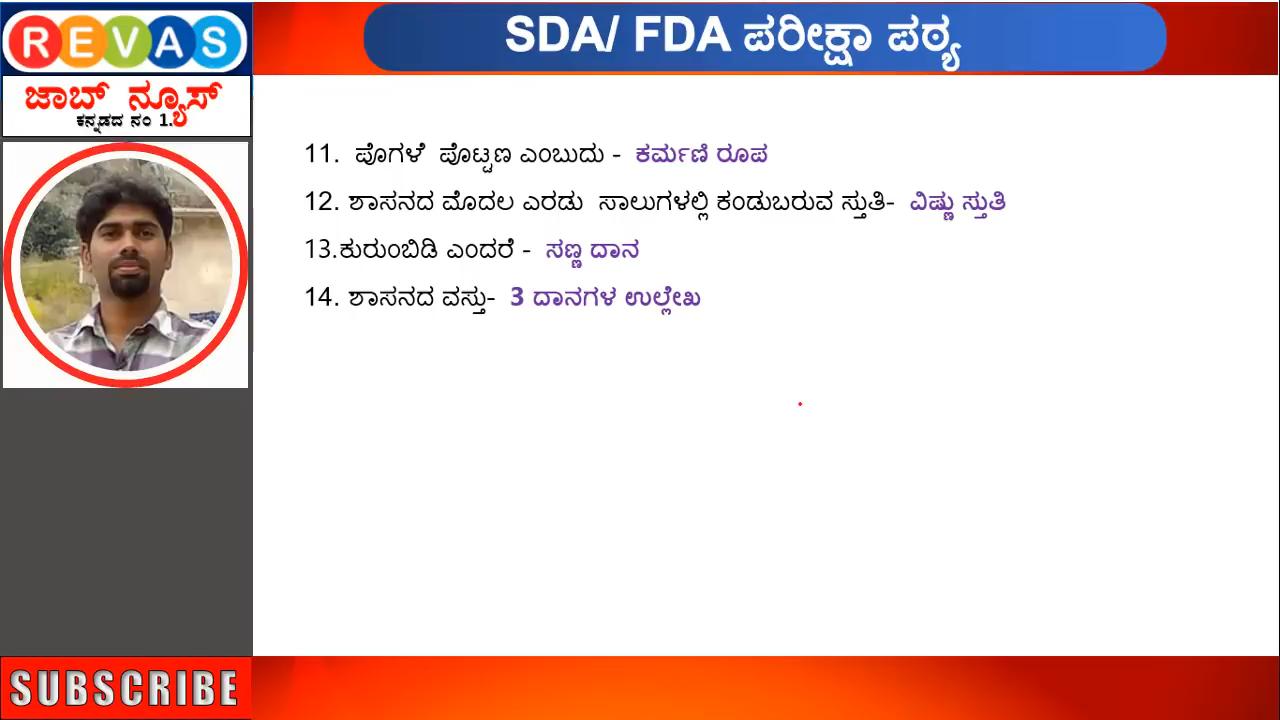 REVAS
ಜಾಬ್ ನ್ಯೂಸ್
ಕನ್ನಡದ ನಂ 1.
SDA/ FDA ಪರೀಕ್ಷಾ ಪಠ್ಯ
11. ಪೊಗಳೆ ಪೊಟ್ಟಣ ಎಂಬುದು - ಕರ್ಮಣಿ ರೂಪ
12. ಶಾಸನದ ಮೊದಲ ಎರಡು ಸಾಲುಗಳಲ್ಲಿ ಕಂಡುಬರುವ ಸ್ತುತಿ- ವಿಷ್ಣು ಸ್ತುತಿ
13.ಕುರುಂಬಿಡಿ ಎಂದರೆ - ಸಣ್ಣ ದಾನ
14. ಶಾಸನದ ವಸ್ತು- 3 ದಾನಗಳ ಉಲ್ಲೇಖ
SUBSCRIBE